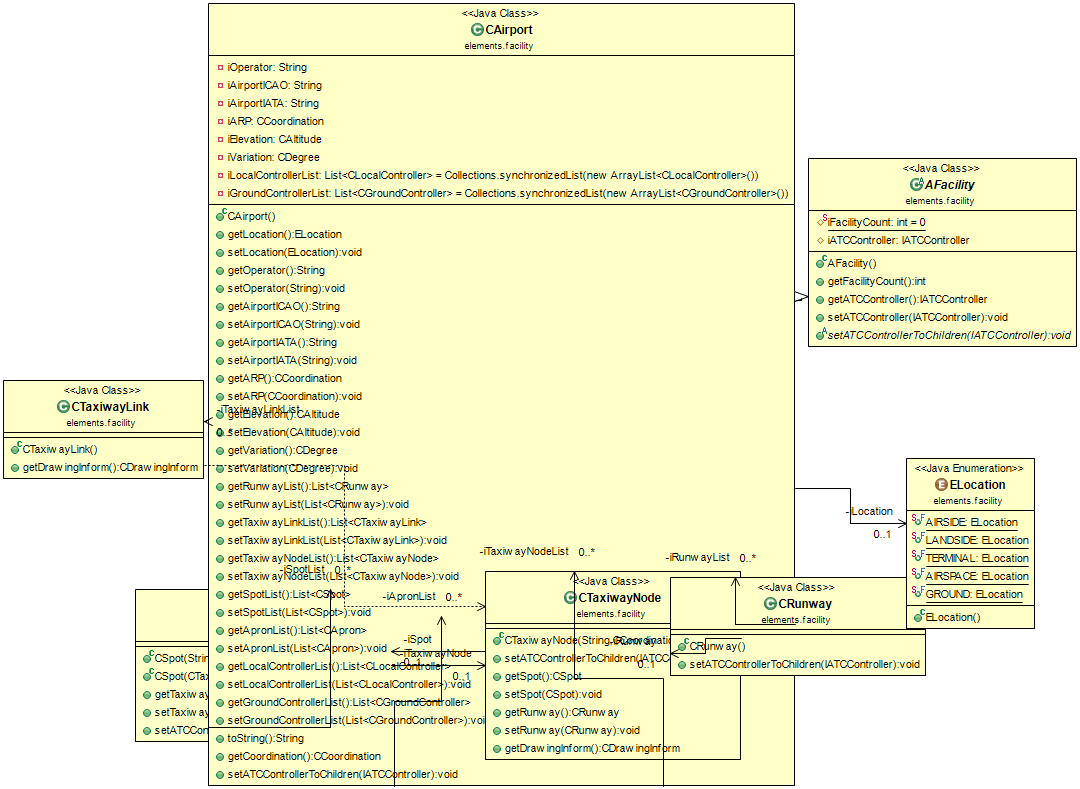 <<Java Class>>
CAirport
elements.facility
iOperator: String
iAirportICAO: String
iAirportIATA: String
iARP: CCoordination
iElevation: CAltitude
iVariation: CDegree
iLocalControllerList: List<CLocalController> = Collections.synchronizedList(new ArrayList<CLocalController>())
iGroundControllerList: List<CGroundController> = Collections.synchronizedList(new ArrayList<CGroundController>())
CAirport()
getLocation():ELocation
setLocation(ELocation):void
getOperator():String
setOperator(String):void
getAirportICAO():String
setAirportICAO(String):void
getAirportIATA():String
setAirportIATA(String):void
getARP():CCoordination
setARP(CCoordination):void
getElevation():CAltitude
setElevation(CAltitude):void
getVariation():CDegree
setVariation(CDegree):void
getRunwayList():List<CRunway>
setRunwayList(List<CRunway>):void
getTaxiwayLinkList():List<CTaxiwayLink>
setTaxiwayLinkList(List<CTaxiwayLink>):void
getTaxiwayNodeList():List<CTaxiwayNode>
setTaxiwayNodeList(List<CTaxiwayNode>):void
getSpotList():List<CSpot>
setSpotList(List<CSpot>):void
getApronList():List<CApron>
setApronList(List<CApron>):void
getLocalControllerList():List<CLocalController>
setLocalControllerList(List<CLocalController>):void
getGroundControllerList():List<CGroundController>
setGroundControllerList(List<CGroundController>):voi
toString():String
getCoordination():CCoordination
setATCControllerToChildren(IATCController):void
<<Java Class>>
AFacility
elements.facility
iFacilityCount: int = 0
iATCController: IATCController
AFacility()
getFacilityCount():int
getATCController():IATCController
setATCController(IATCController):void
setATCControllerToChildren(IATCController):void
<<Java Class>>
CTaxiwayLink
elements.facility
CTaxiwayLink()
getDrawingInform():CDrawingInform
-iTaxiwayLinkList
0..*
<<Java Enumeration>>
ELocation
elements.facility
AIRSIDE: ELocation
LANDSIDE: ELocation
TERMINAL: ELocation
AIRSPACE: ELocation
GROUND: ELocation
ELocation()
-iLocation
0..1
-iSpotList 0..*
-iApronList 0..*
-iTaxiwayNodeList 0..*
-iRunwayList 0..*
-iSpot
0..1
-iTaxiwayNode
0..1
-iRunway
0..1
CSpot(Strin
CSpot(CTa
getTaxiwa
setTaxiwa
setATCCon
<<Java Class>>
CTaxiwayNode
elements.facility
CTaxiwayNode(String,CCoordinatio
setATCControllerToChildren(IATCC
getSpot():CSpot
setSpot(CSpot):void
getRunway():CRunway
setRunway(CRunway):void
getDrawingInform():CDrawingInform
<<Java Class>>
CRunway
elements.facility
CRunway()
setATCControllerToChildren(IATCController):void